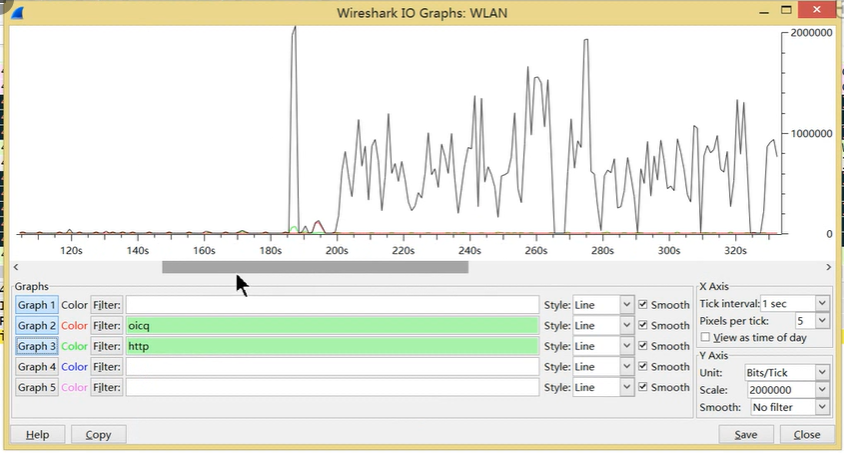 Wireshark IO Graphs: WLAN
2000000
1000000
0
120s 140s 160s 180s 200s 220s 240s 260s 280s 300s 320s
Graphs
Graph 1 Color Filter: Style: Line Smooth
Graph 2 Color Filter: oicq Style: Line Smooth
Graph 3 Color Filter: http Style: Line Smooth
Graph 4 Color Filter: Style: Line Smooth
Graph 5 Color Filter: Style: Line Smooth
X Axis
Tick interval: 1 sec
Pixels per tick: 5
View as time of day
Y Axis
Unit: Bits/Tick
Scale: 2000000
Smooth: No filter
Help Copy Save Close